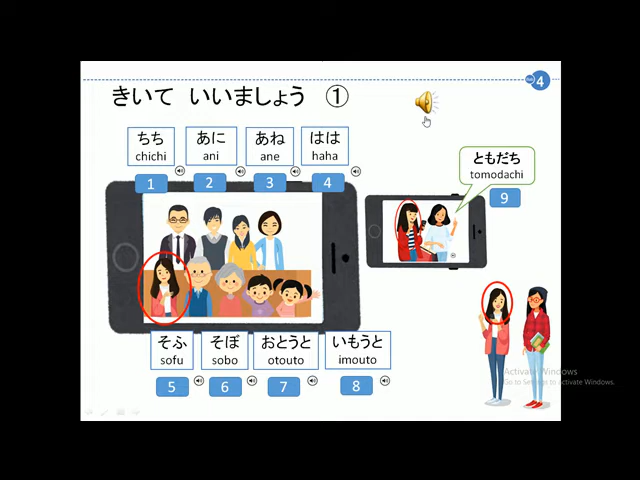 4
きいて いいましょう ①
ちち
chichi
1
あに
ani
2
あね
ane
3
はは
haha
4
ともだち
tomodachi
9
そふ
sofu
5
そぼ
sobo
6
おとうと
otouto
7
いもうと
imouto
8
Activate Windows
Go to Settings to activate Windows.